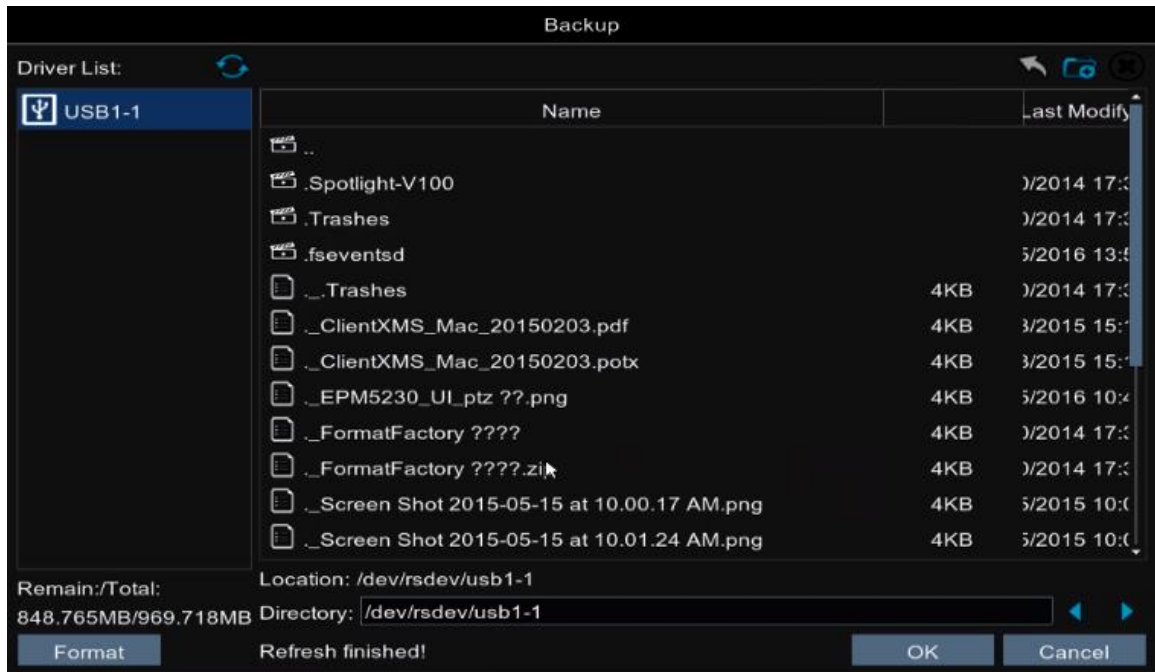 Backup
Driver List:
USB1-1
Name
Last Modify
..
.Spotlight-V100
.Trashes
.fseventsd
._.Trashes 4KB
._ClientXMS_Mac_20150203.pdf 4KB
._ClientXMS_Mac_20150203.potx 4KB
._EPM5230_UI_ptz ??.png 4KB
._FormatFactory ???? 4KB
._FormatFactory ????.zip 4KB
._Screen Shot 2015-05-15 at 10.00.17 AM.png 4KB
._Screen Shot 2015-05-15 at 10.01.24 AM.png 4KB
Remain:/Total:
848.765MB/969.718MB
Location: /dev/rsdev/usb1-1
Directory: /dev/rsdev/usb1-1
Format
Refresh finished!
OK
Cancel